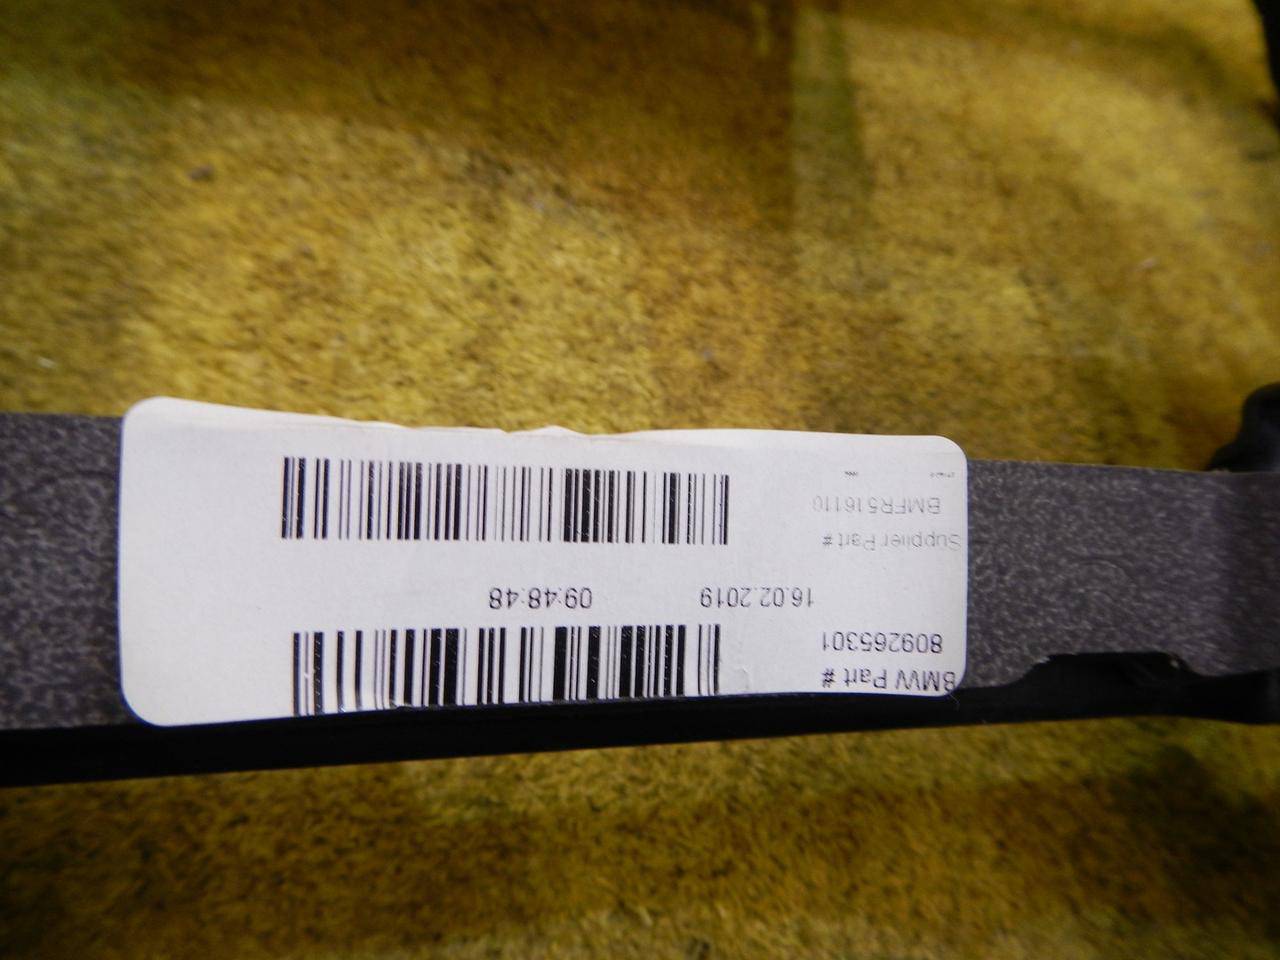 BMW Part #
809265301
16.02.2019 09:48:48
Supplier Part #
BMFR516110